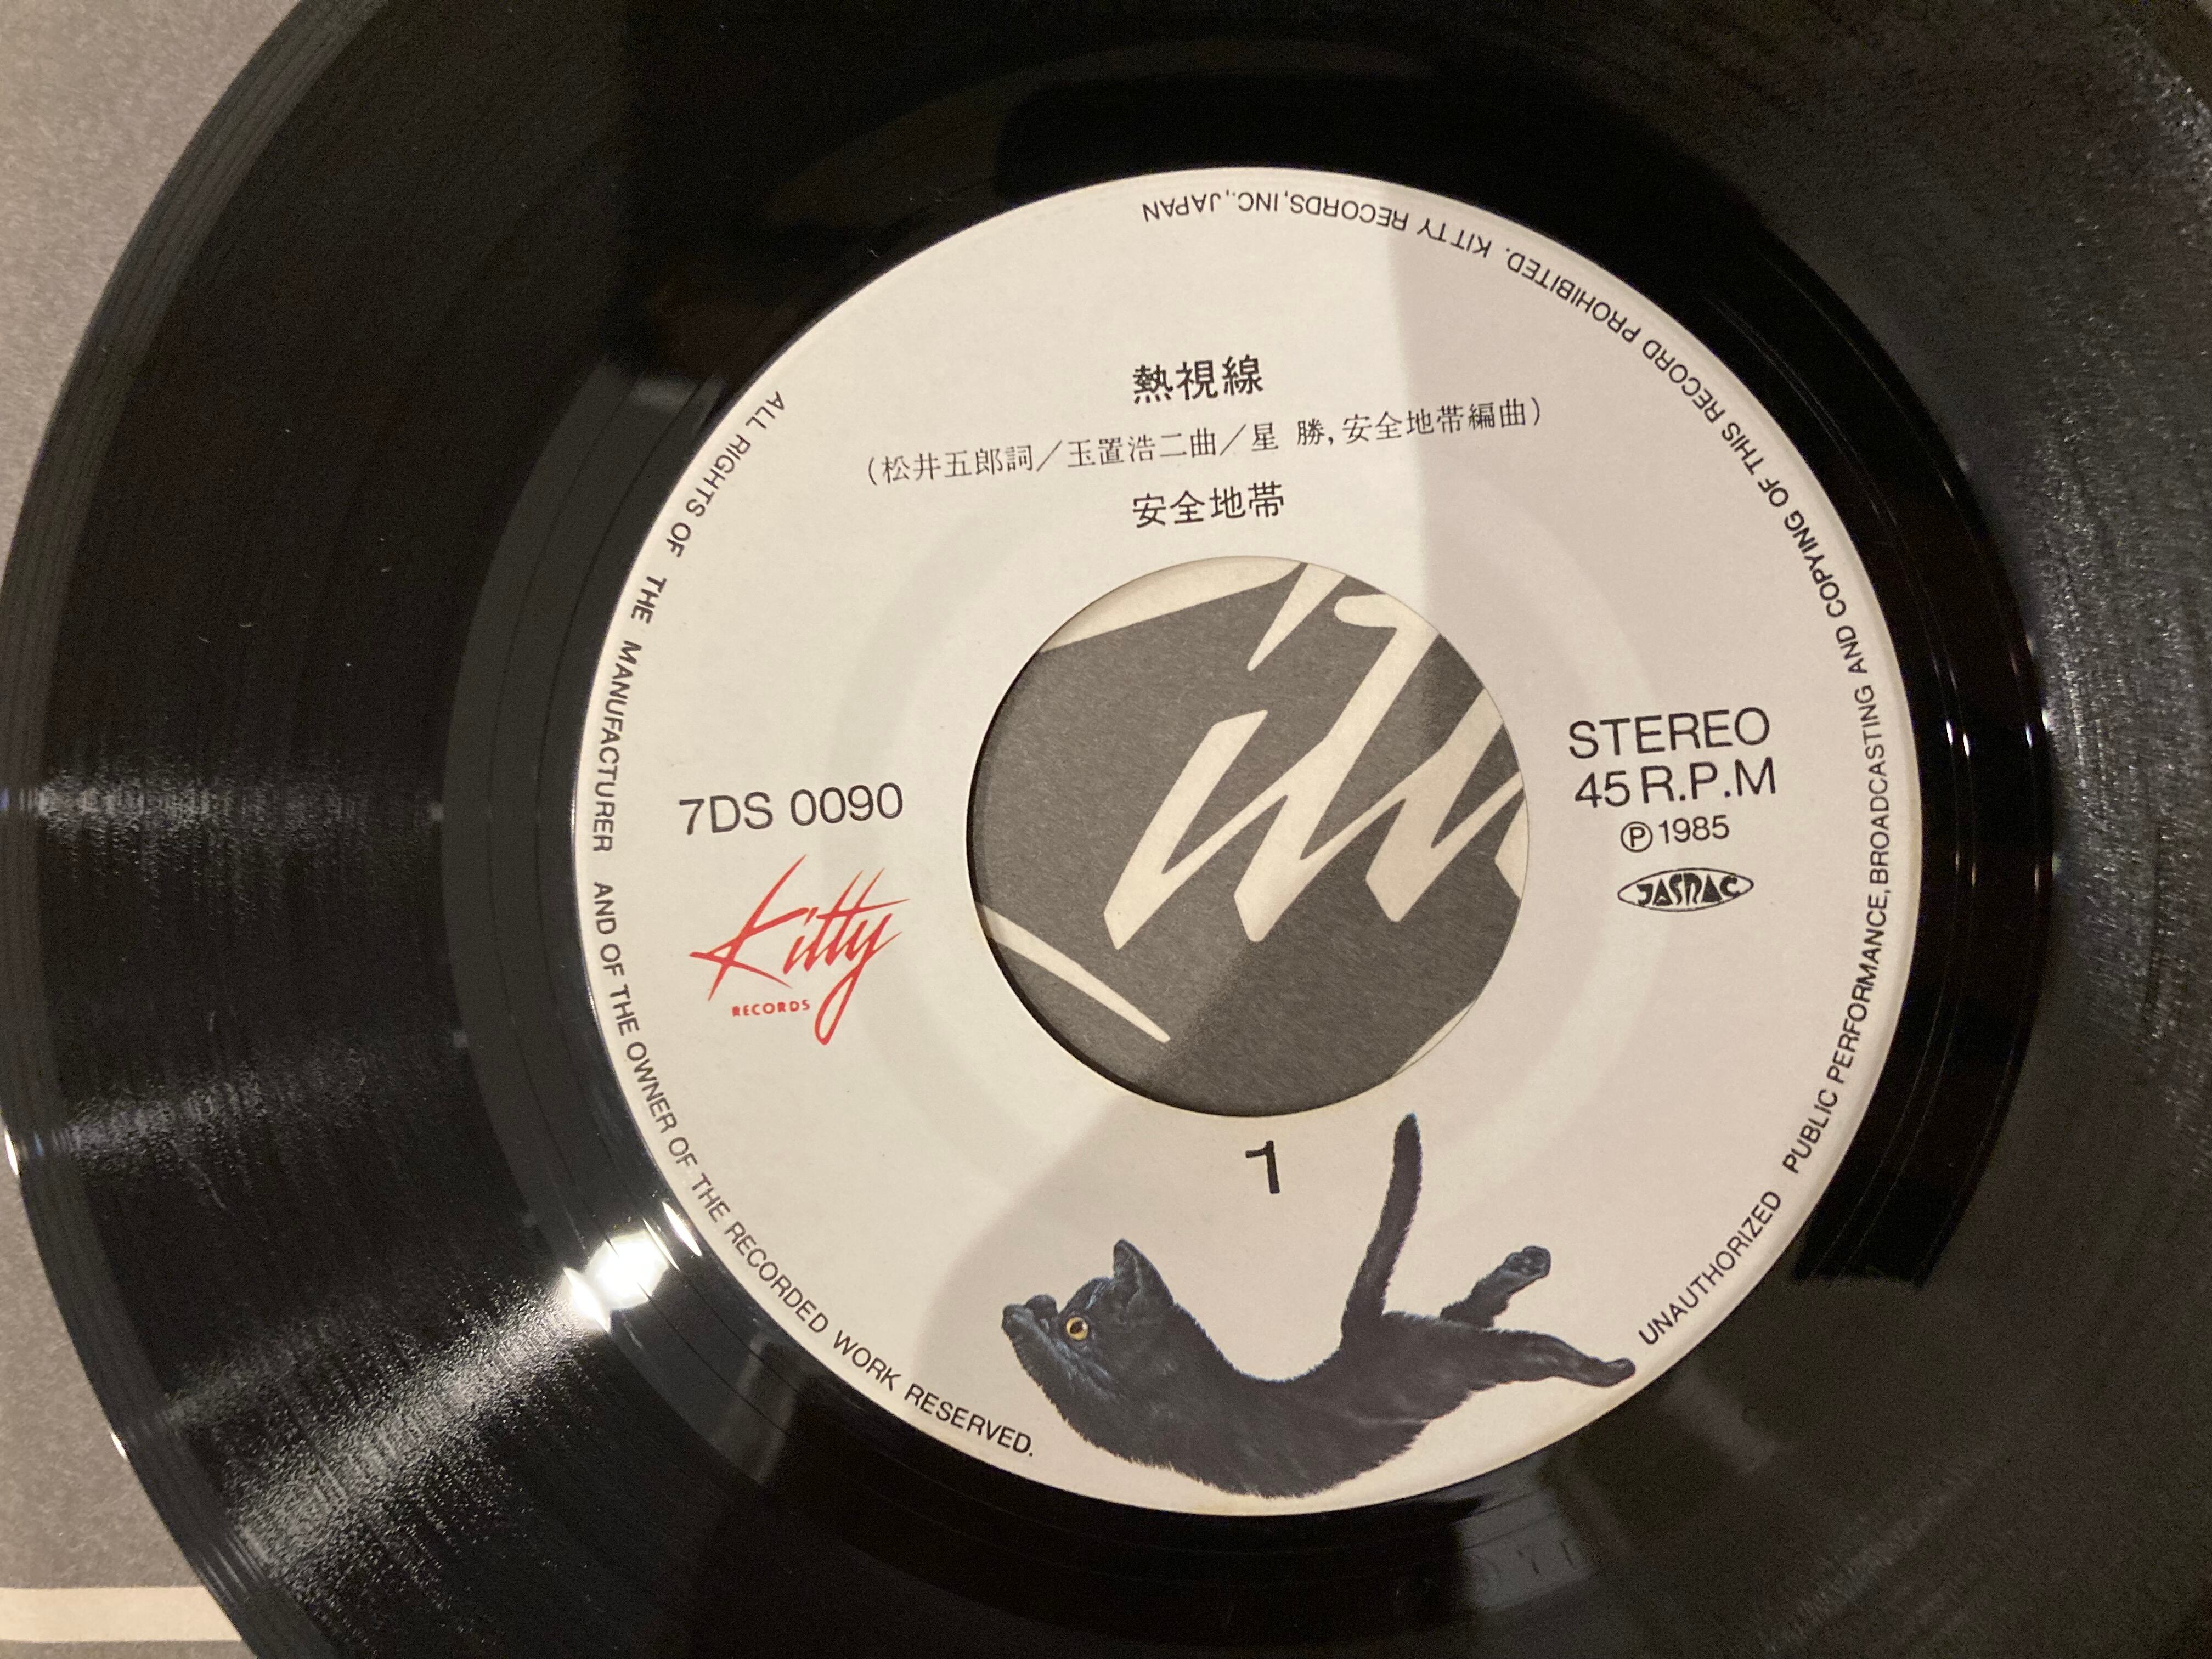 熱視線
(松井五郎詞/玉置浩二曲/星 勝,安全地帯編曲)
安全地帯
7DS 0090
Kitty
RECORDS
STEREO
45 R.P.M
Ⓟ1985
JASRAC
1
ALL RIGHTS OF THE MANUFACTURER AND OF THE OWNER OF THE RECORDED WORK RESERVED. UNAUTHORIZED PUBLIC PERFORMANCE, BROADCASTING AND COPYING OF THIS RECORD PROHIBITED. KITTY RECORDS, INC., JAPAN